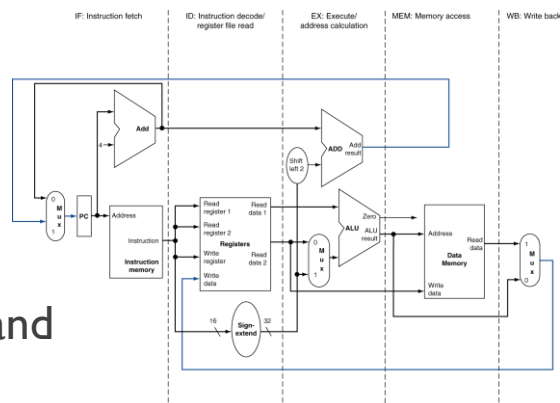 IF: Instruction fetch
ID: Instruction decode/
register file read
EX: Execute/
address calculation
MEM: Memory access
WB: Write back
Add
4
ADD
Add
result
Shift
left 2
0
M
u
x
1
PC
Address
Instruction
Instruction
memory
Read
register 1
Read
data 1
Read
register 2
Registers
Write
register
Read
data 2
Write
data
0
M
u
x
1
Zero
ALU
ALU
result
Address
Read
data
Data
Memory
Write
data
1
M
u
x
0
16
Sign-
extend
32
and